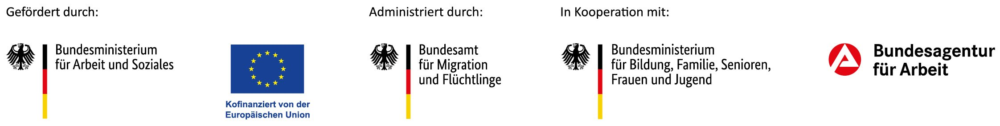 Gefördert durch:
Bundesministerium
für Arbeit und Soziales
Kofinanziert von der
Europäischen Union
Administriert durch:
Bundesamt
für Migration
und Flüchtlinge
In Kooperation mit:
Bundesministerium
für Bildung, Familie, Senioren,
Frauen und Jugend
Bundesagentur
für Arbeit